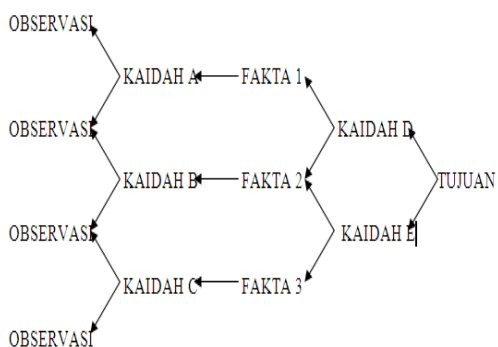 OBSERVASI
KAIDAH A FAKTA 1
OBSERVASI KAIDAH D
KAIDAH B FAKTA 2 TUJUAN
OBSERVASI KAIDAH E
KAIDAH C FAKTA 3
OBSERVASI